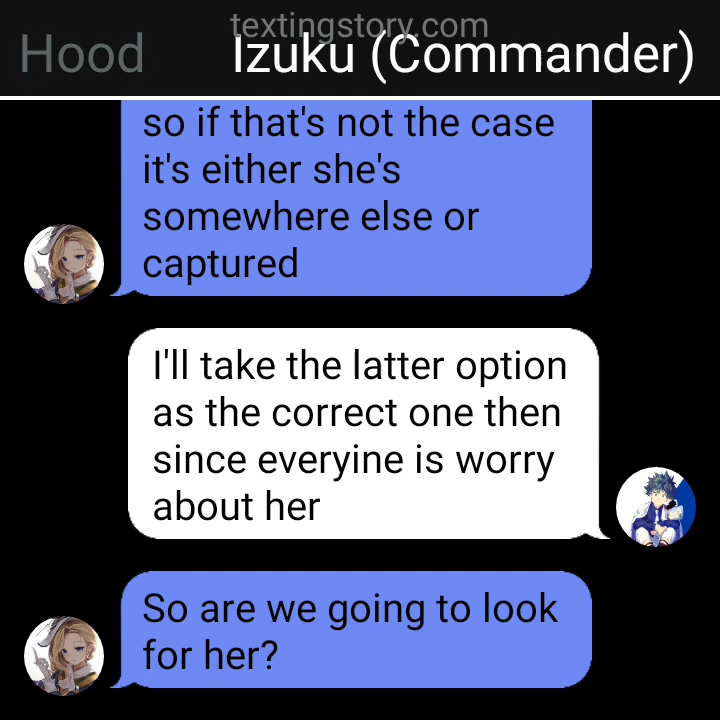 textingstory.com
Hood Izuku (Commander)
so if that's not the case
it's either she's
somewhere else or
captured
I'll take the latter option
as the correct one then
since everyine is worry
about her
So are we going to look
for her?